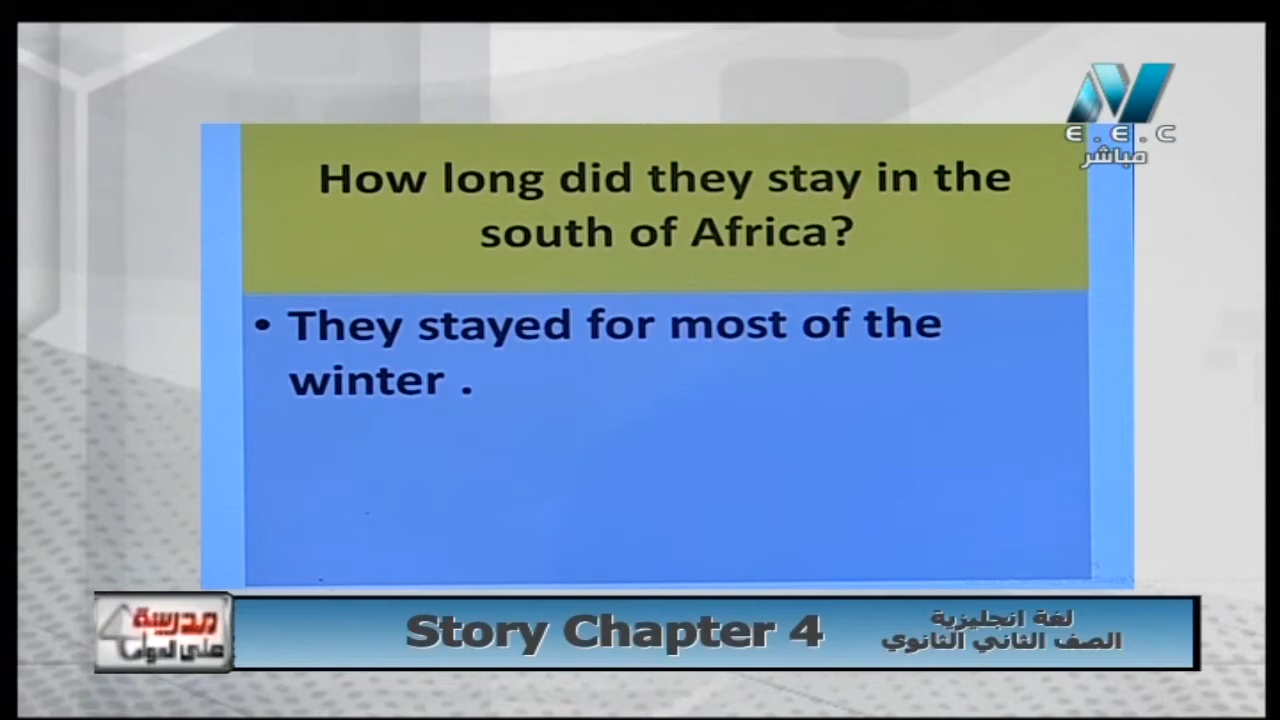 E.E.C
مباشر
How long did they stay in the
south of Africa?
• They stayed for most of the
winter .
مدرسة
على الهواء
Story Chapter 4
لغة انجليزية
الصف الثاني الثانوي